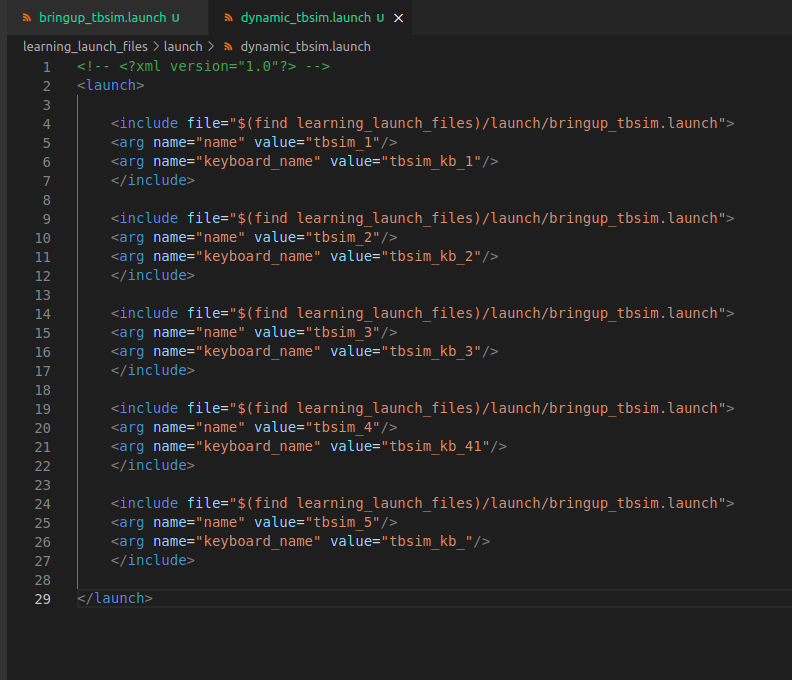 bringup_tbsim.launch U dynamic_tbsim.launch U
learning_launch_files > launch > dynamic_tbsim.launch
1 <!-- <?xml version="1.0"?> -->
2 <launch>
3
4 <include file="$(find learning_launch_files)/launch/bringup_tbsim.launch">
5 <arg name="name" value="tbsim_1"/>
6 <arg name="keyboard_name" value="tbsim_kb_1"/>
7 </include>
8
9 <include file="$(find learning_launch_files)/launch/bringup_tbsim.launch">
10 <arg name="name" value="tbsim_2"/>
11 <arg name="keyboard_name" value="tbsim_kb_2"/>
12 </include>
13
14 <include file="$(find learning_launch_files)/launch/bringup_tbsim.launch">
15 <arg name="name" value="tbsim_3"/>
16 <arg name="keyboard_name" value="tbsim_kb_3"/>
17 </include>
18
19 <include file="$(find learning_launch_files)/launch/bringup_tbsim.launch">
20 <arg name="name" value="tbsim_4"/>
21 <arg name="keyboard_name" value="tbsim_kb_41"/>
22 </include>
23
24 <include file="$(find learning_launch_files)/launch/bringup_tbsim.launch">
25 <arg name="name" value="tbsim_5"/>
26 <arg name="keyboard_name" value="tbsim_kb_"/>
27 </include>
28
29 </launch>